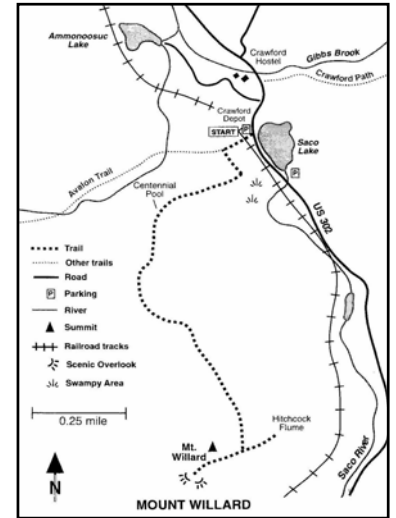 Ammonoosuc
Lake
Crawford
Hostel
Gibbs Brook
Crawford Path
Crawford
Depot
P
START
Saco
Lake
P
Avalon Trail
Centennial
Pool
US 302
Trail
Other trails
Road
P Parking
River
Summit
Railroad tracks
Scenic Overlook
Swampy Area
0.25 mile
Hitchcock
Flume
Mt.
Willard
Saco River
N
MOUNT WILLARD